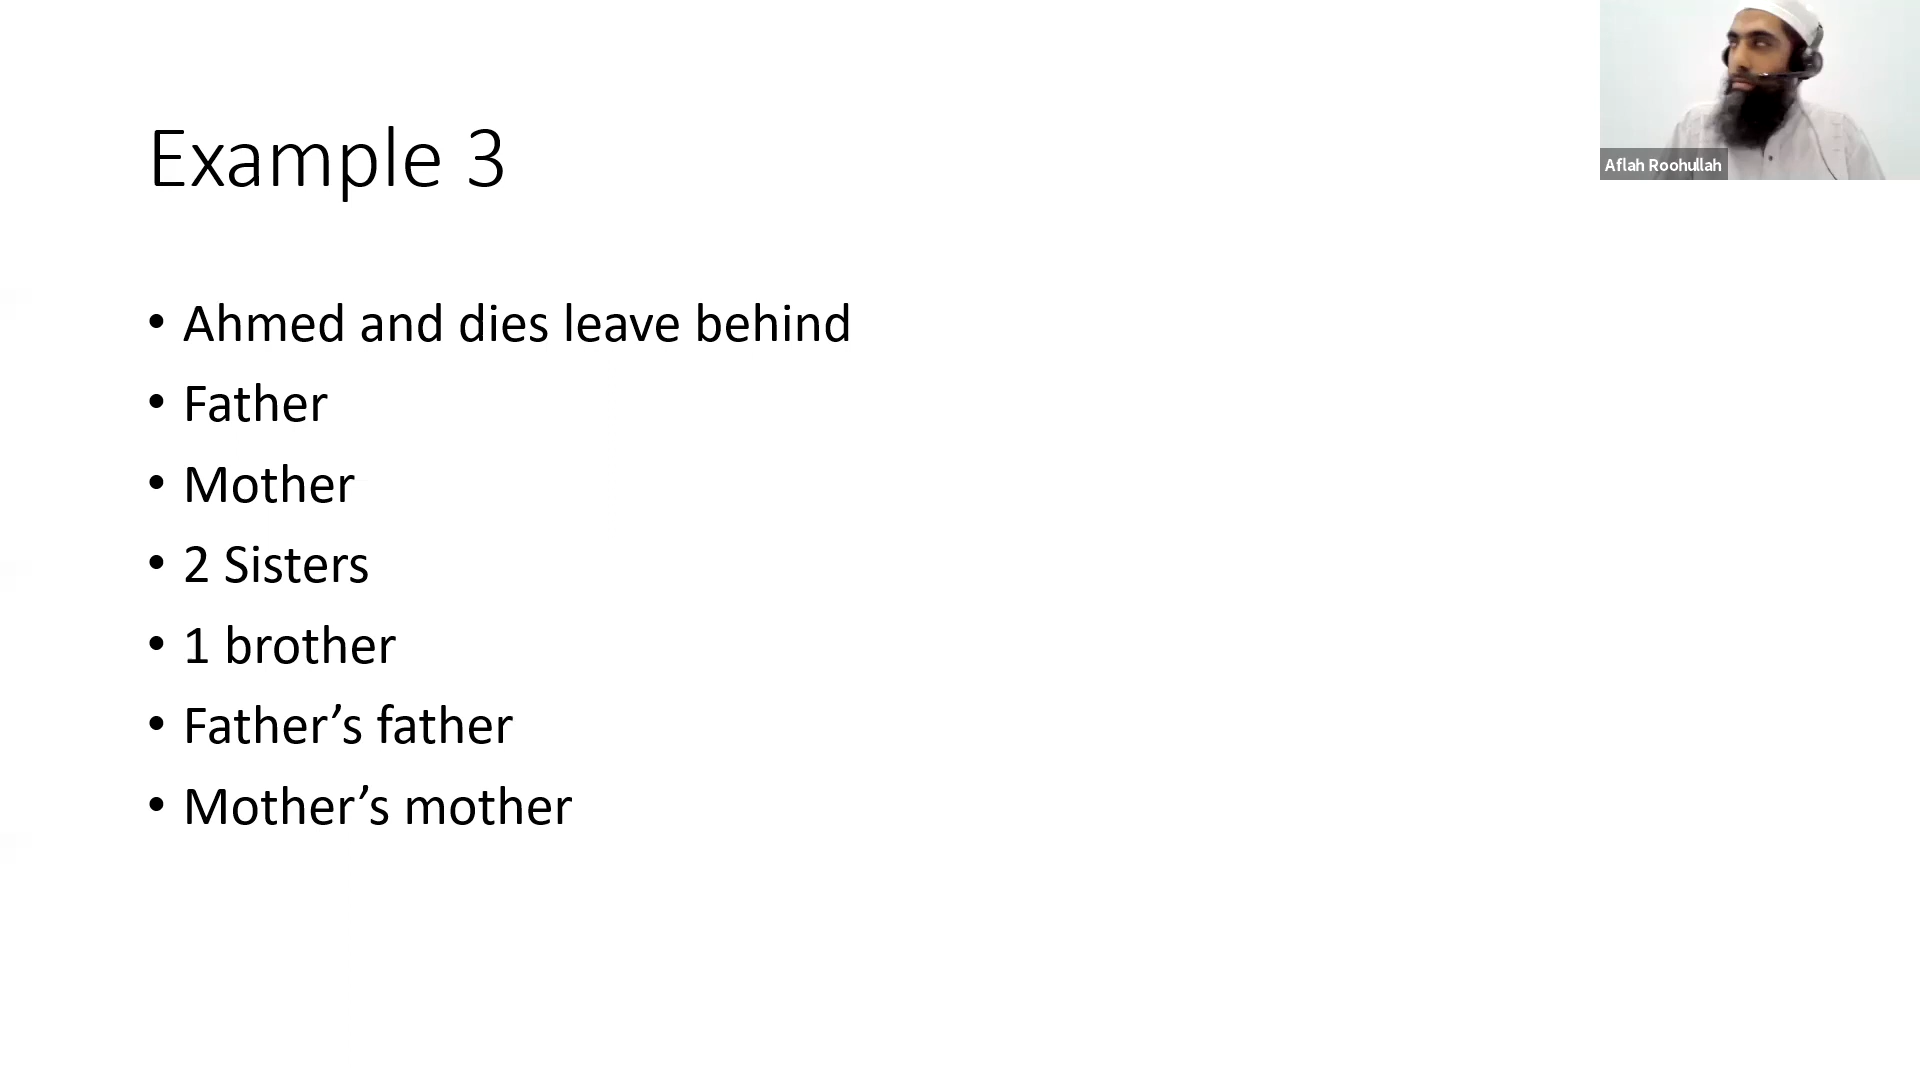 Example 3
Aflah Roohullah
• Ahmed and dies leave behind
• Father
• Mother
• 2 Sisters
• 1 brother
• Father’s father
• Mother’s mother